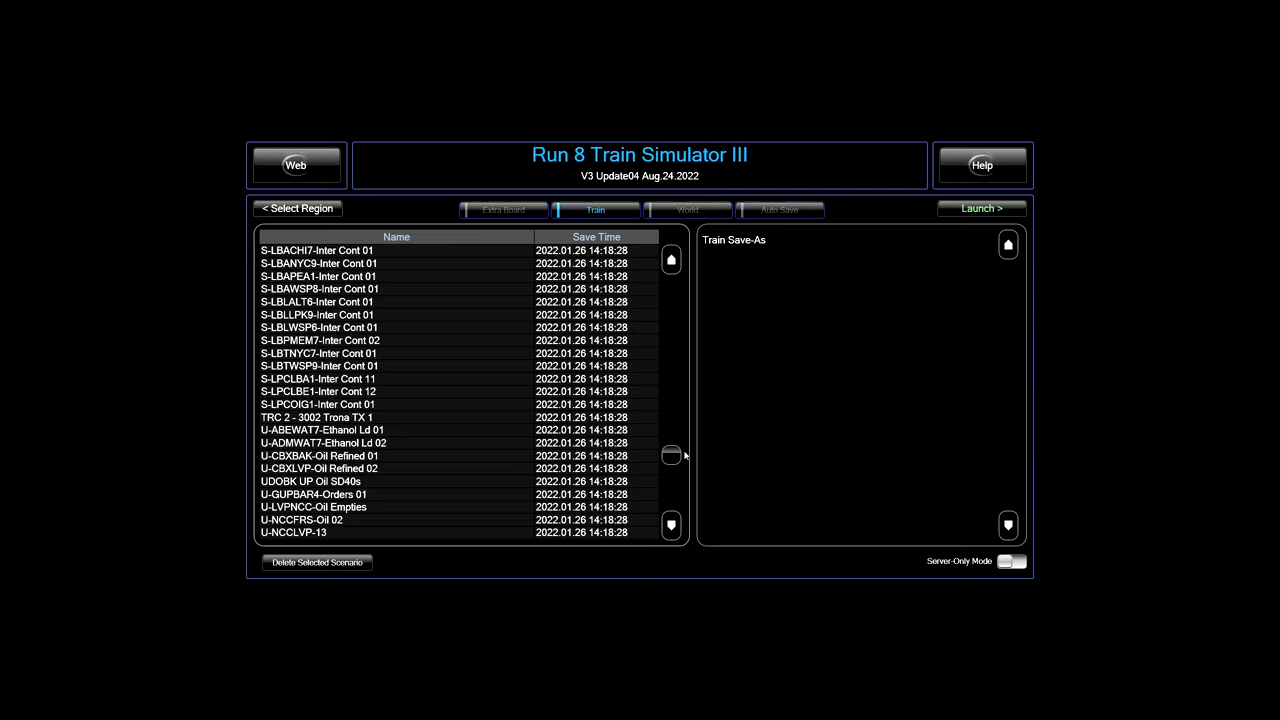 Web
Run 8 Train Simulator III
V3 Update04 Aug.24.2022
Help
< Select Region
Extra Board
Train
World
Auto Save
Launch >
Name Save Time
S-LBACHI7-Inter Cont 01 2022.01.26 14:18:28
S-LBANYC9-Inter Cont 01 2022.01.26 14:18:28
S-LBAPEA1-Inter Cont 01 2022.01.26 14:18:28
S-LBAWSP8-Inter Cont 01 2022.01.26 14:18:28
S-LBLALT6-Inter Cont 01 2022.01.26 14:18:28
S-LBLLPK9-Inter Cont 01 2022.01.26 14:18:28
S-LBLWSP6-Inter Cont 01 2022.01.26 14:18:28
S-LBPMEM7-Inter Cont 02 2022.01.26 14:18:28
S-LBTNYC7-Inter Cont 01 2022.01.26 14:18:28
S-LBTWSP9-Inter Cont 01 2022.01.26 14:18:28
S-LPCLBA1-Inter Cont 11 2022.01.26 14:18:28
S-LPCLBE1-Inter Cont 12 2022.01.26 14:18:28
S-LPCOIG1-Inter Cont 01 2022.01.26 14:18:28
TRC 2 - 3002 Trona TX 1 2022.01.26 14:18:28
U-ABEWAT7-Ethanol Ld 01 2022.01.26 14:18:28
U-ADMWAT7-Ethanol Ld 02 2022.01.26 14:18:28
U-CBXBAK-Oil Refined 01 2022.01.26 14:18:28
U-CBXLVP-Oil Refined 02 2022.01.26 14:18:28
UDOBK UP Oil SD40s 2022.01.26 14:18:28
U-GUPBAR4-Orders 01 2022.01.26 14:18:28
U-LVPNCC-Oil Empties 2022.01.26 14:18:28
U-NCCFRS-Oil 02 2022.01.26 14:18:28
U-NCCLVP-13 2022.01.26 14:18:28
Train Save-As
Delete Selected Scenario
Server-Only Mode